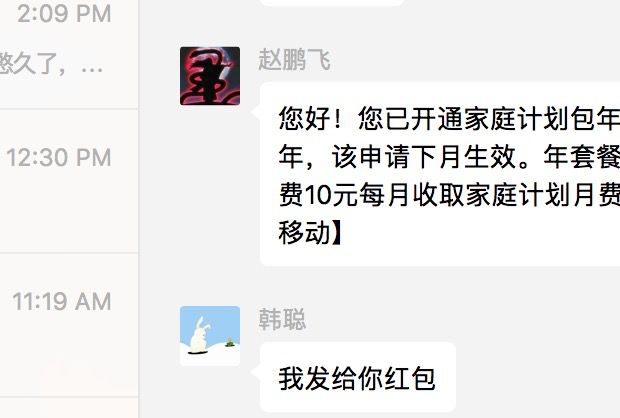 2:09 PM
憋久了，...
12:30 PM
11:19 AM
赵鹏飞
您好！您已开通家庭计划包年
年，该申请下月生效。年套餐
费10元每月收取家庭计划月费
移动】
韩聪
我发给你红包